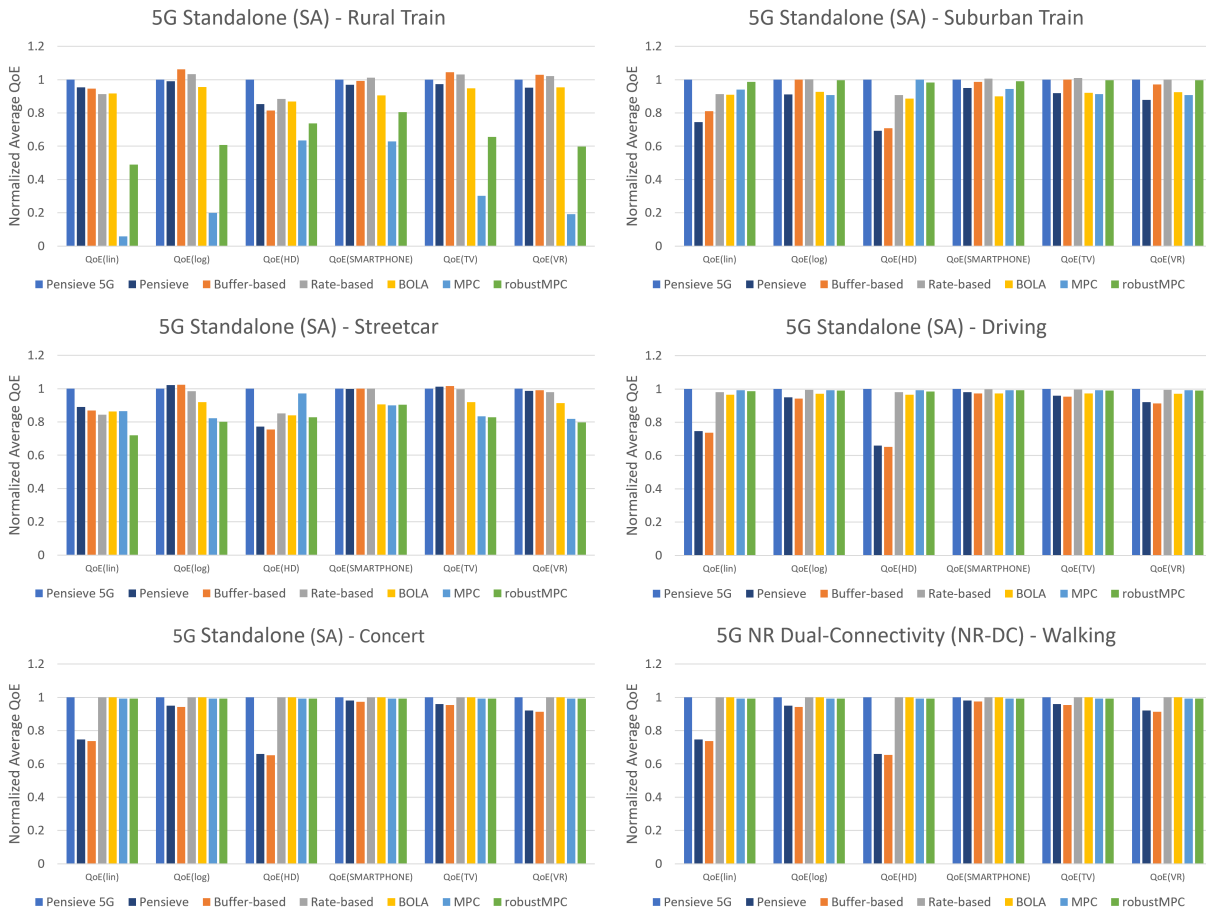 5G Standalone (SA) - Rural Train
Normalized Average QoE
1.2
1
0.8
0.6
0.4
0.2
0
QoE(lin) QoE(log) QoE(HD) QoE(SMARTPHONE) QoE(TV) QoE(VR)
Pensieve 5G Pensieve Buffer-based Rate-based BOLA MPC robustMPC
5G Standalone (SA) - Suburban Train
Normalized Average QoE
1.2
1
0.8
0.6
0.4
0.2
0
QoE(lin) QoE(log) QoE(HD) QoE(SMARTPHONE) QoE(TV) QoE(VR)
Pensieve 5G Pensieve Buffer-based Rate-based BOLA MPC robustMPC
5G Standalone (SA) - Streetcar
Normalized Average QoE
1.2
1
0.8
0.6
0.4
0.2
0
QoE(lin) QoE(log) QoE(HD) QoE(SMARTPHONE) QoE(TV) QoE(VR)
Pensieve 5G Pensieve Buffer-based Rate-based BOLA MPC robustMPC
5G Standalone (SA) - Driving
Normalized Average QoE
1.2
1
0.8
0.6
0.4
0.2
0
QoE(lin) QoE(log) QoE(HD) QoE(SMARTPHONE) QoE(TV) QoE(VR)
Pensieve 5G Pensieve Buffer-based Rate-based BOLA MPC robustMPC
5G Standalone (SA) - Concert
Normalized Average QoE
1.2
1
0.8
0.6
0.4
0.2
0
QoE(lin) QoE(log) QoE(HD) QoE(SMARTPHONE) QoE(TV) QoE(VR)
Pensieve 5G Pensieve Buffer-based Rate-based BOLA MPC robustMPC
5G NR Dual-Connectivity (NR-DC) - Walking
Normalized Average QoE
1.2
1
0.8
0.6
0.4
0.2
0
QoE(lin) QoE(log) QoE(HD) QoE(SMARTPHONE) QoE(TV) QoE(VR)
Pensieve 5G Pensieve Buffer-based Rate-based BOLA MPC robustMPC